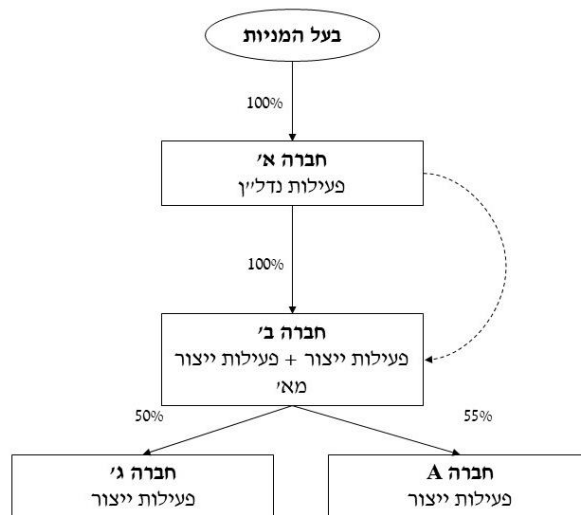 בעל המניות
100%
חברה א'
פעילות נדל"ן
100%
חברה ב'
פעילות ייצור + פעילות ייצור
מא'
50%
55%
חברה ג'
פעילות ייצור
חברה A
פעילות ייצור